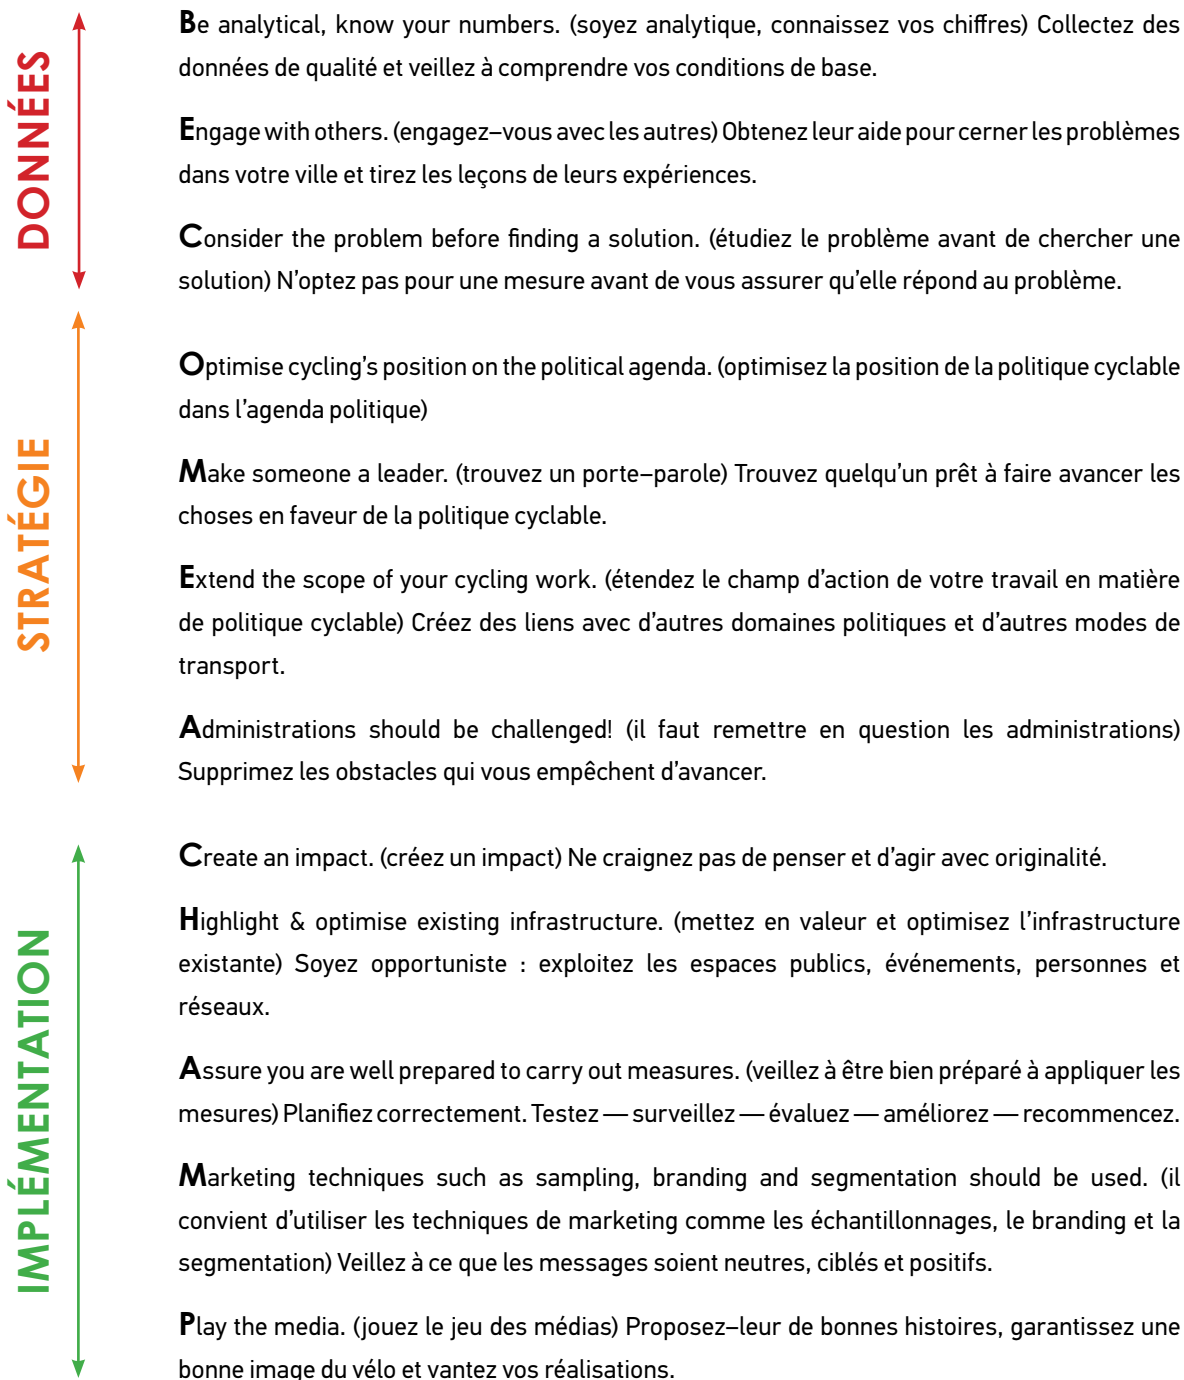 DONNÉES
Be analytical, know your numbers. (soyez analytique, connaissez vos chiffres) Collectez des
données de qualité et veillez à comprendre vos conditions de base.
Engage with others. (engagez–vous avec les autres) Obtenez leur aide pour cerner les problèmes
dans votre ville et tirez les leçons de leurs expériences.
Consider the problem before finding a solution. (étudiez le problème avant de chercher une
solution) N’optez pas pour une mesure avant de vous assurer qu’elle répond au problème.
STRATÉGIE
Optimise cycling’s position on the political agenda. (optimisez la position de la politique cyclable
dans l’agenda politique)
Make someone a leader. (trouvez un porte–parole) Trouvez quelqu’un prêt à faire avancer les
choses en faveur de la politique cyclable.
Extend the scope of your cycling work. (étendez le champ d’action de votre travail en matière
de politique cyclable) Créez des liens avec d’autres domaines politiques et d’autres modes de
transport.
Administrations should be challenged! (il faut remettre en question les administrations)
Supprimez les obstacles qui vous empêchent d’avancer.
IMPLÉMENTATION
Create an impact. (créez un impact) Ne craignez pas de penser et d’agir avec originalité.
Highlight & optimise existing infrastructure. (mettez en valeur et optimisez l’infrastructure
existante) Soyez opportuniste : exploitez les espaces publics, événements, personnes et
réseaux.
Assure you are well prepared to carry out measures. (veillez à être bien préparé à appliquer les
mesures) Planifiez correctement. Testez — surveillez — évaluez — améliorez — recommencez.
Marketing techniques such as sampling, branding and segmentation should be used. (il
convient d’utiliser les techniques de marketing comme les échantillonnages, le branding et la
segmentation) Veillez à ce que les messages soient neutres, ciblés et positifs.
Play the media. (jouez le jeu des médias) Proposez–leur de bonnes histoires, garantissez une
bonne image du vélo et vantez vos réalisations.